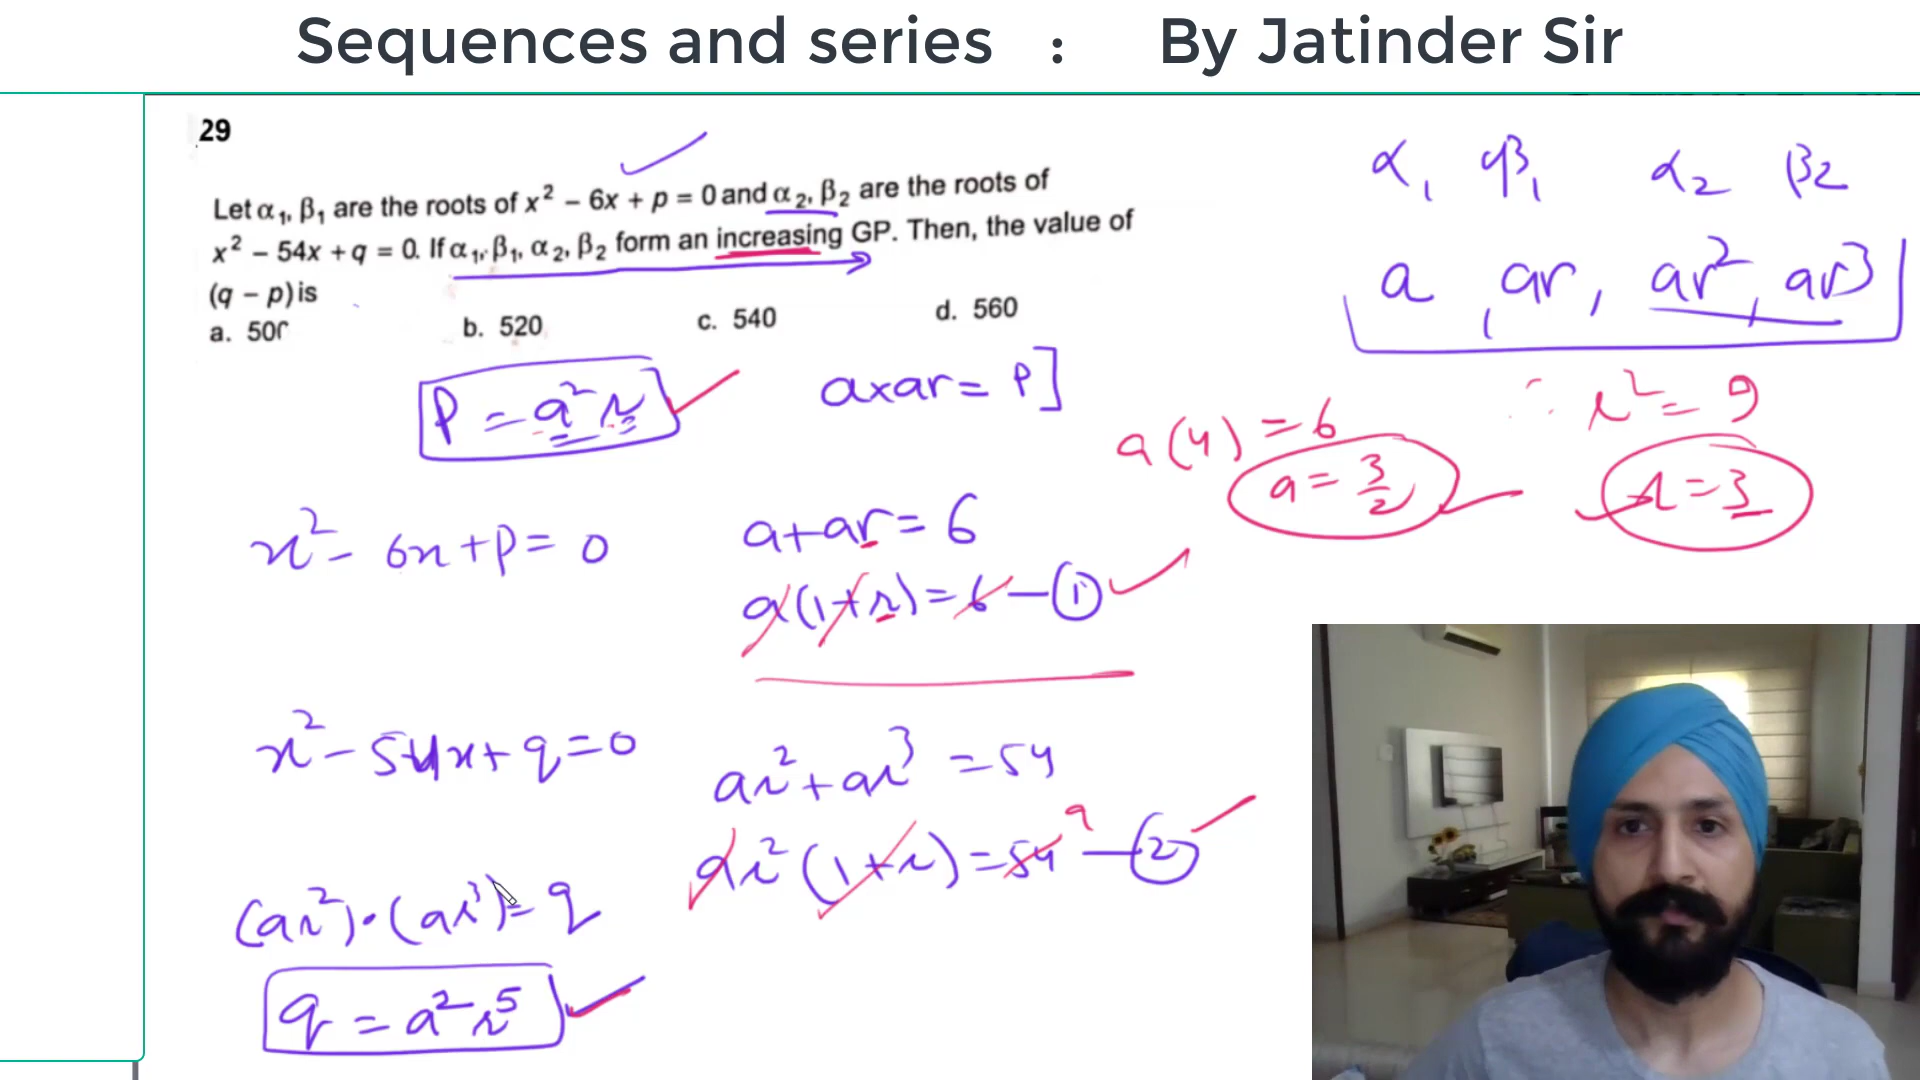 Sequences and series : By Jatinder Sir
29
Let α₁, β₁ are the roots of x² − 6x + p = 0 and α₂, β₂ are the roots of
x² − 54x + q = 0. If α₁, β₁, α₂, β₂ form an increasing GP. Then, the value of
(q − p) is
a. 500 b. 520 c. 540 d. 560
α₁ β₁ α₂ β₂
a, ar, ar², ar³
P = a²r
a×ar = P]
a(4) = 6
a = 3/2
∴ r² = 9
r = 3
x² − 6x + P = 0
a+ar = 6
a(1+r) = 6 — ①
x² − 54x + q = 0
ar² + ar³ = 54
ar²(1+r) = 54 9 — ②
(ar²)·(ar³) = q
q = a²r⁵